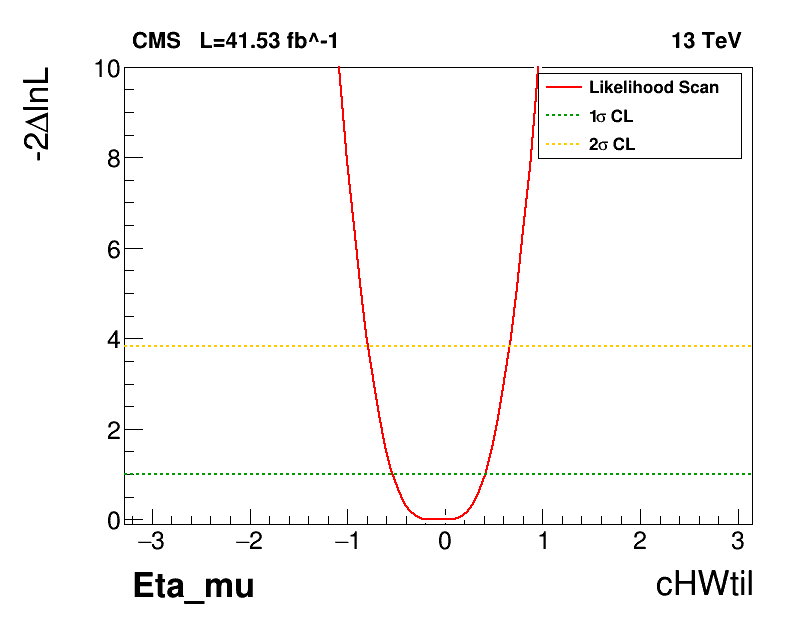 CMS L=41.53 fb^-1 13 TeV
-2ΔlnL
10
8
6
4
2
0
Likelihood Scan
1σ CL
2σ CL
−3 −2 −1 0 1 2 3
Eta_mu cHWtil